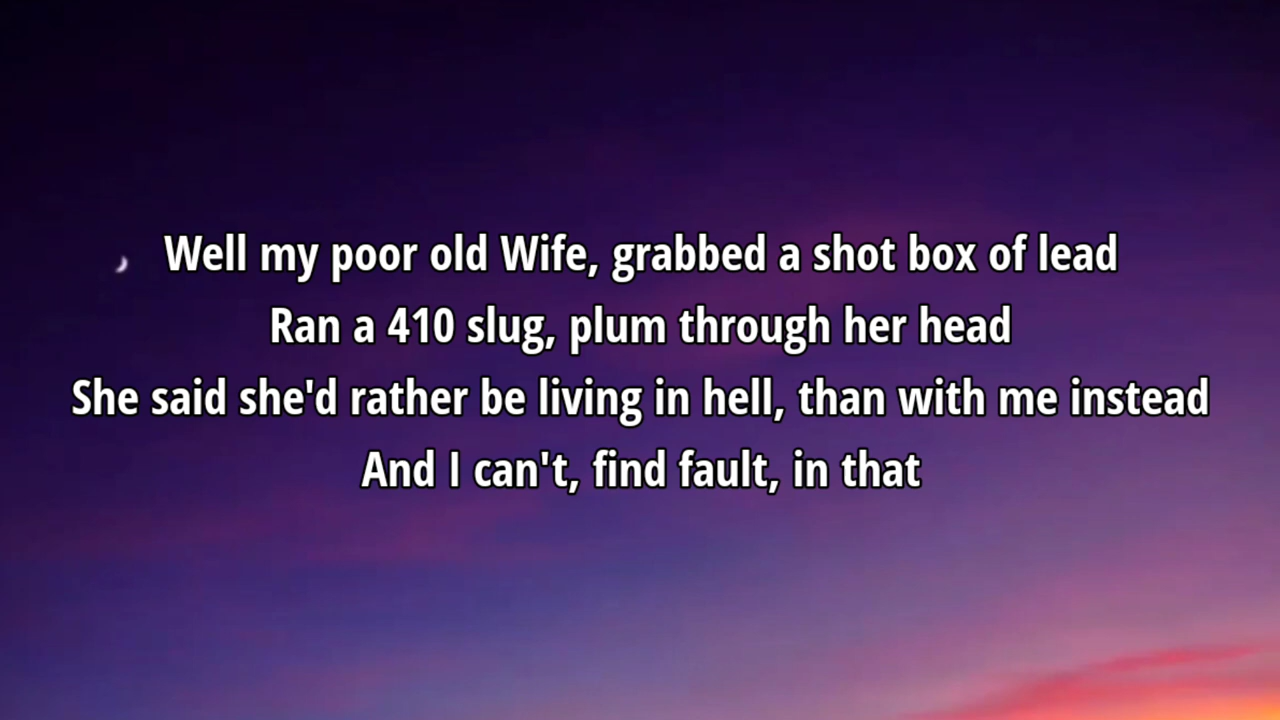 Well my poor old Wife, grabbed a shot box of lead
Ran a 410 slug, plum through her head
She said she'd rather be living in hell, than with me instead
And I can't, find fault, in that